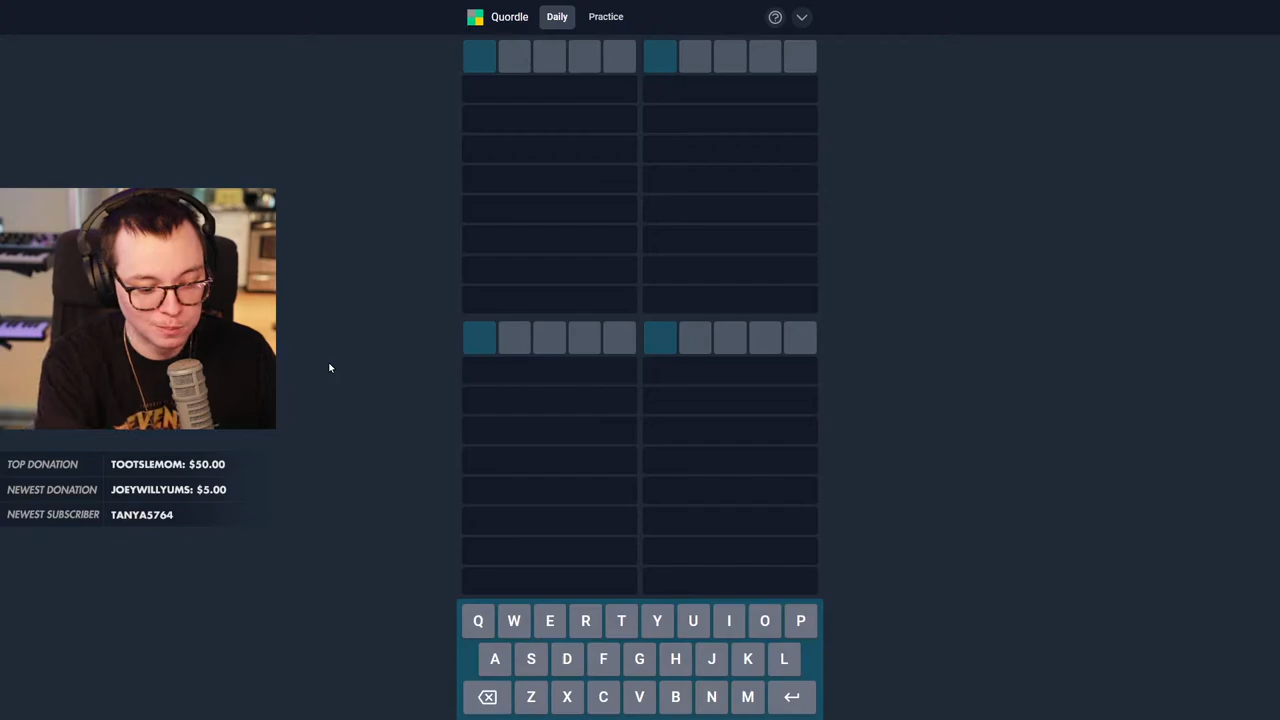 Quordle Daily Practice
TOP DONATION TOOTSLEMOM: $50.00
NEWEST DONATION JOEYWILLYUMS: $5.00
NEWEST SUBSCRIBER TANYA5764
Q W E R T Y U I O P
A S D F G H J K L
Z X C V B N M